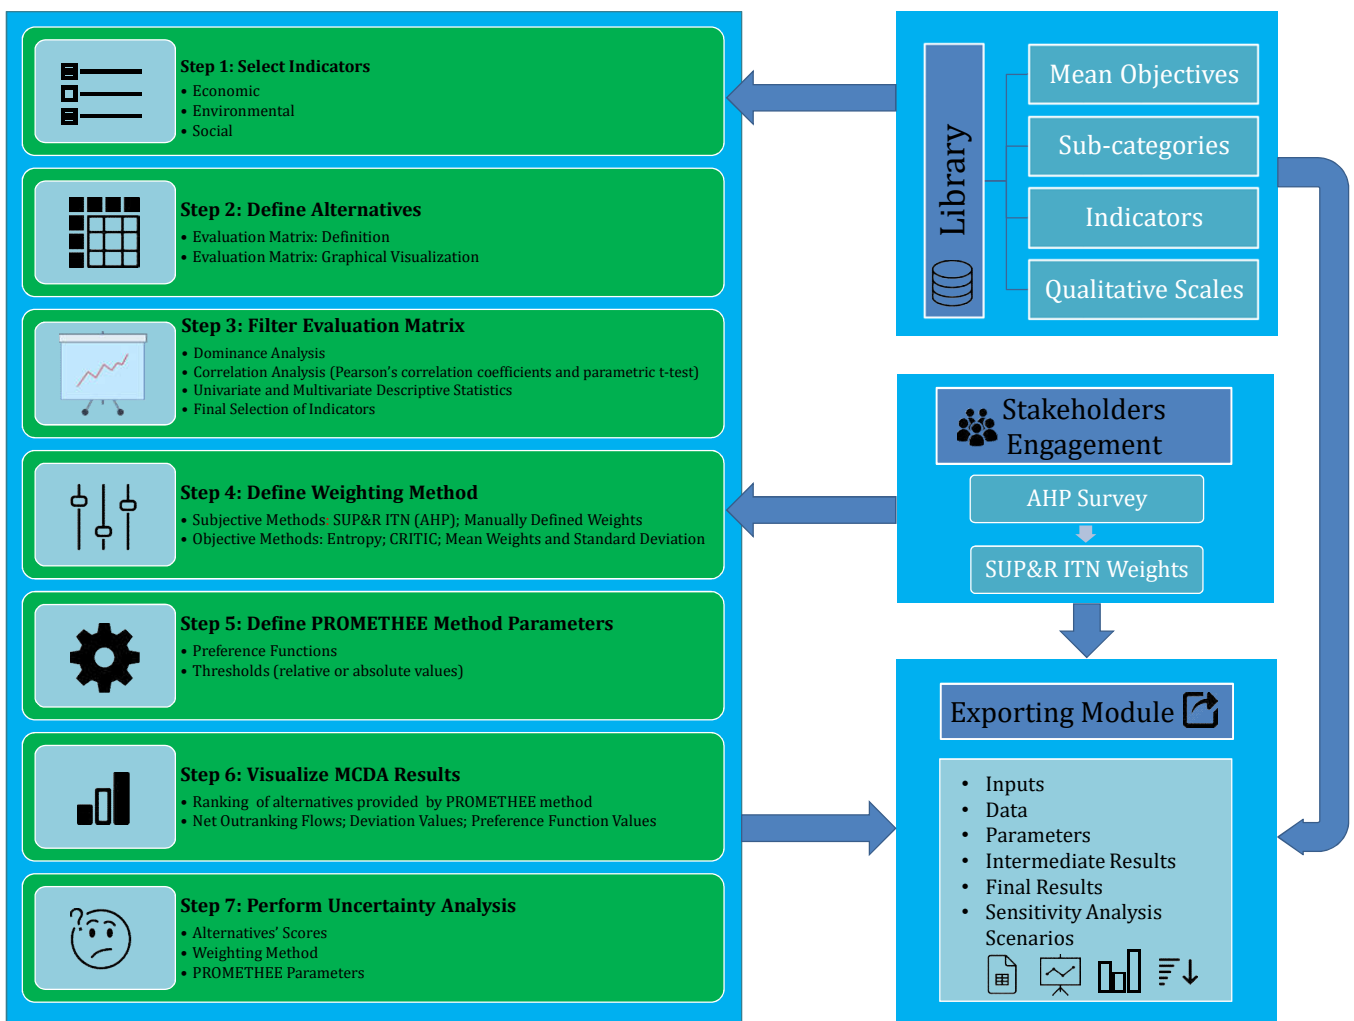 Step 1: Select Indicators
• Economic
• Environmental
• Social
Step 2: Define Alternatives
• Evaluation Matrix: Definition
• Evaluation Matrix: Graphical Visualization
Step 3: Filter Evaluation Matrix
• Dominance Analysis
• Correlation Analysis (Pearson's correlation coefficients and parametric t-test)
• Univariate and Multivariate Descriptive Statistics
• Final Selection of Indicators
Step 4: Define Weighting Method
• Subjective Methods: SUP&R ITN (AHP); Manually Defined Weights
• Objective Methods: Entropy; CRITIC; Mean Weights and Standard Deviation
Step 5: Define PROMETHEE Method Parameters
• Preference Functions
• Thresholds (relative or absolute values)
Step 6: Visualize MCDA Results
• Ranking of alternatives provided by PROMETHEE method
• Net Outranking Flows; Deviation Values; Preference Function Values
Step 7: Perform Uncertainty Analysis
• Alternatives' Scores
• Weighting Method
• PROMETHEE Parameters
Library
Mean Objectives
Sub-categories
Indicators
Qualitative Scales
Stakeholders
Engagement
AHP Survey
SUP&R ITN Weights
Exporting Module
• Inputs
• Data
• Parameters
• Intermediate Results
• Final Results
• Sensitivity Analysis
Scenarios